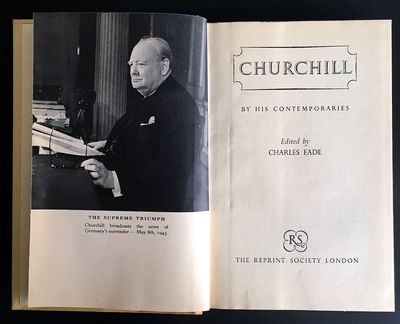 THE SUPREME TRIUMPH
Churchill broadcasts the news of
Germany's surrender — May 8th, 1945
CHURCHILL
BY HIS CONTEMPORARIES
Edited by
CHARLES EADE
RS
THE REPRINT SOCIETY LONDON